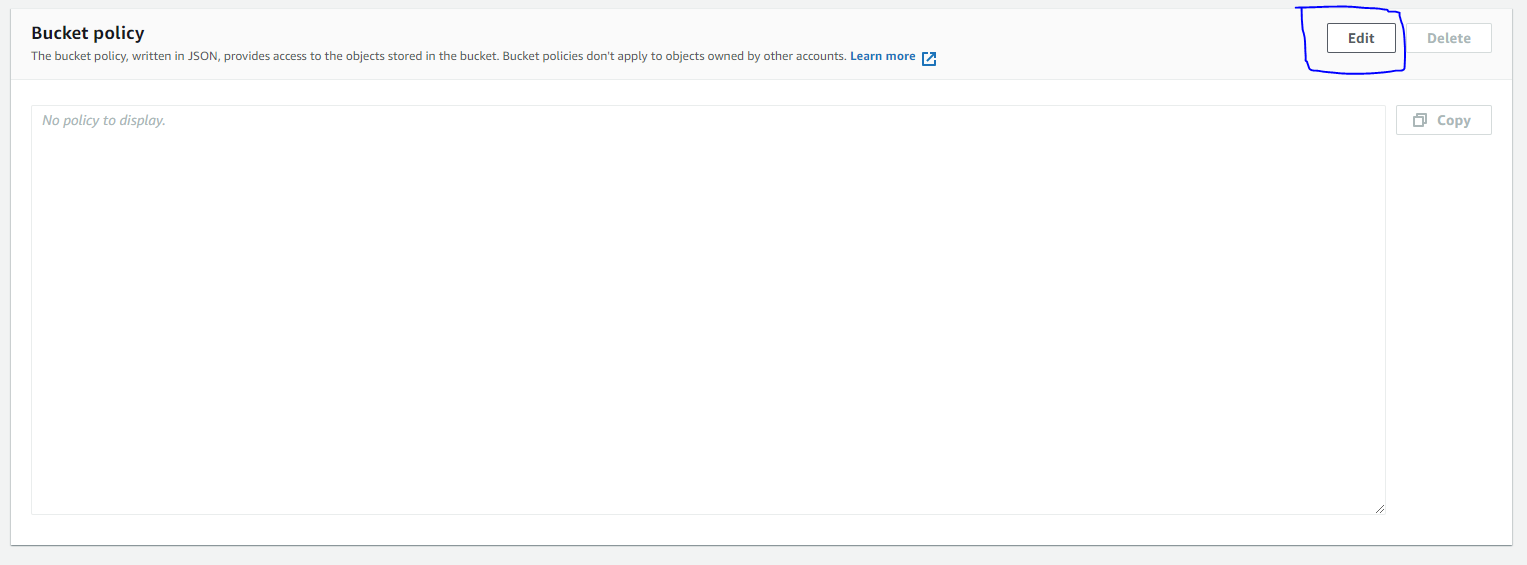 Bucket policy
Edit
Delete
The bucket policy, written in JSON, provides access to the objects stored in the bucket. Bucket policies don't apply to objects owned by other accounts. Learn more
No policy to display.
Copy